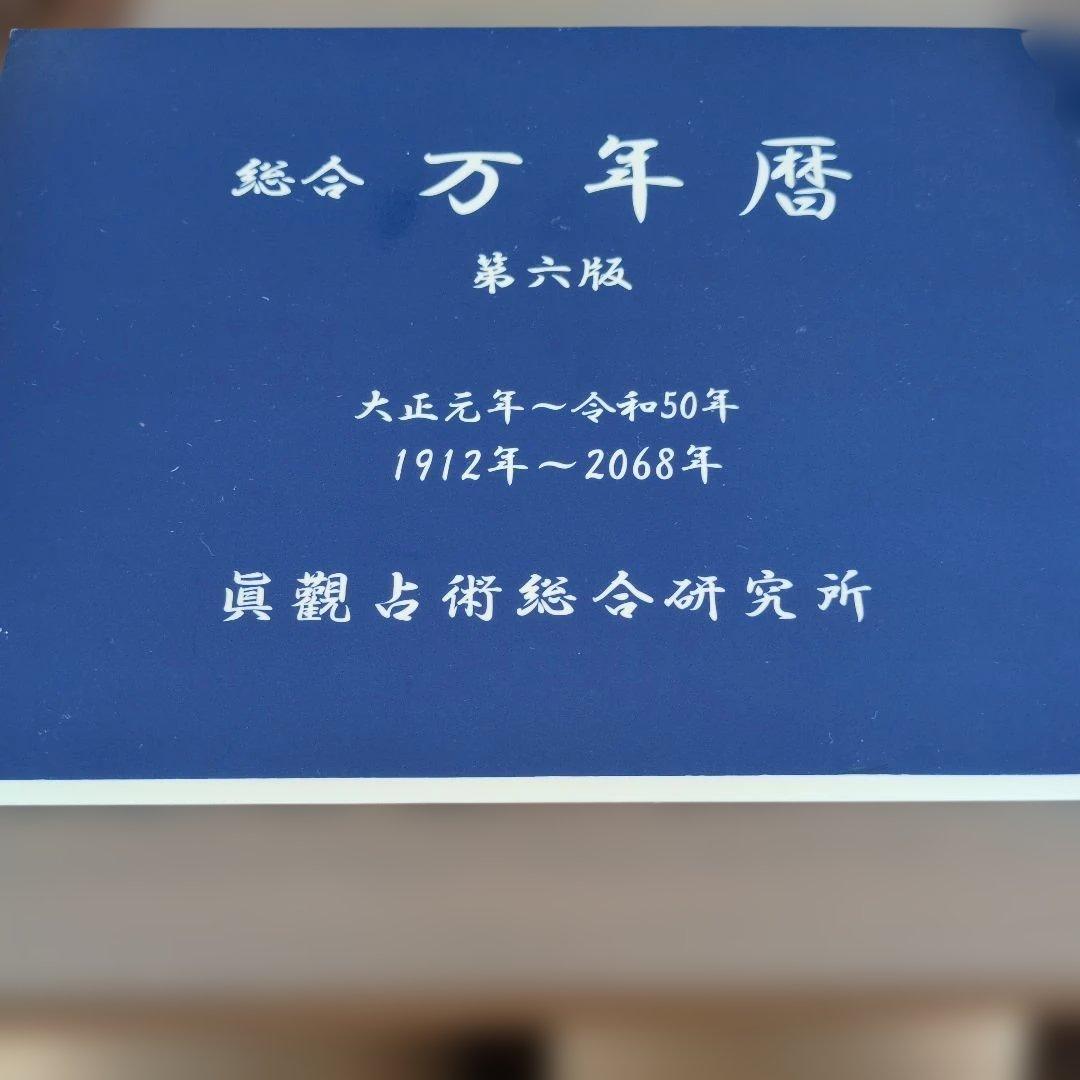 総合 万年暦
第六版
大正元年～令和50年
1912年～2068年
眞觀占術総合研究所